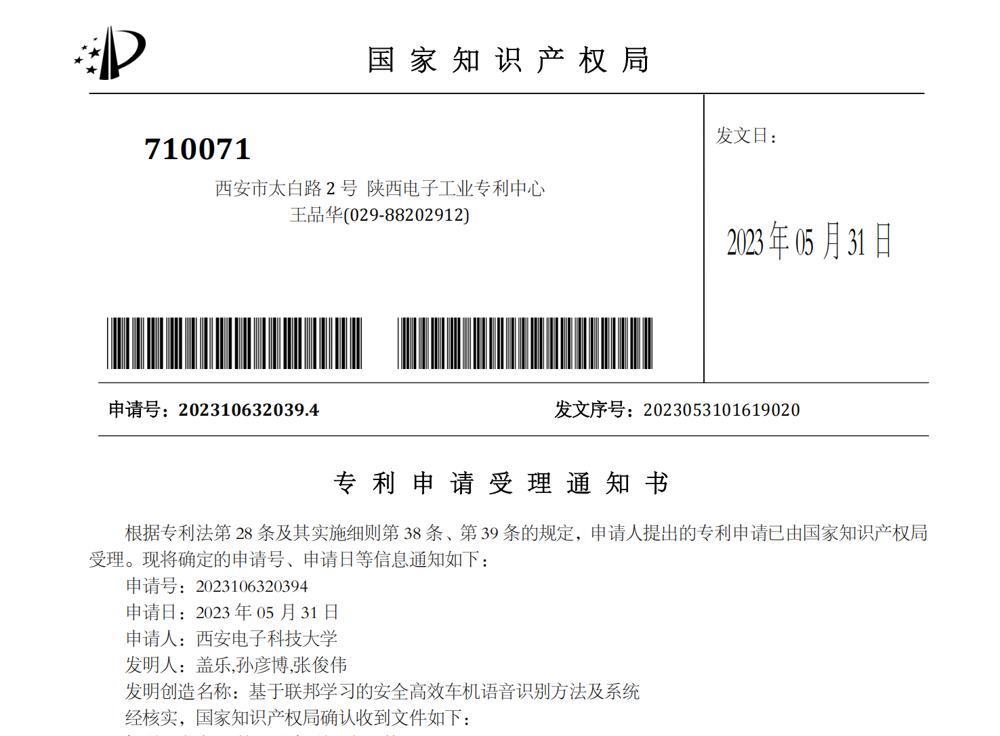 国家知识产权局
710071
发文日：
西安市太白路 2 号 陕西电子工业专利中心
王品华(029-88202912)
2023 年 05 月 31 日
申请号：202310632039.4
发文序号：2023053101619020
专利申请受理通知书
根据专利法第 28 条及其实施细则第 38 条、第 39 条的规定，申请人提出的专利申请已由国家知识产权局
受理。现将确定的申请号、申请日等信息通知如下：
申请号：2023106320394
申请日：2023 年 05 月 31 日
申请人：西安电子科技大学
发明人：盖乐,孙彦博,张俊伟
发明创造名称：基于联邦学习的安全高效车机语音识别方法及系统
经核实，国家知识产权局确认收到文件如下：